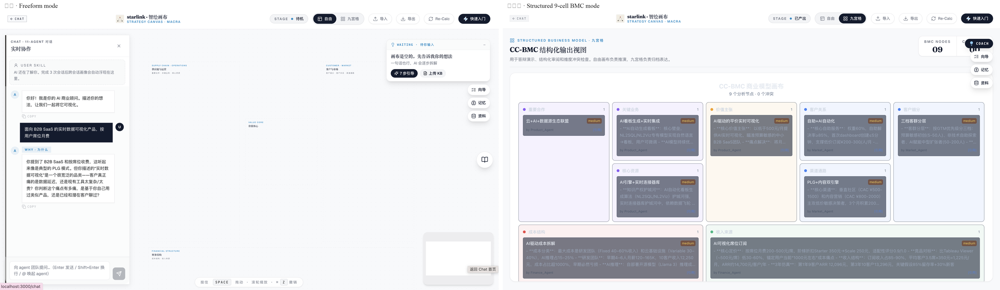 · Freeform mode
← CHAT
starlink · 智绘画布
STRATEGY CANVAS · MACRA
STAGE 待机
自由
九宫格
导入
导出
Re-Calc
快速入门
CHAT · 11-AGENT 对话
实时协作
USER SKILL
AI 还在了解你。完成 3 次会话后跨会话画像会自动浮现在这
里。
A
你好！我是你的 AI 商业顾问。描述你的想
法，让我们一起将它可视化。
COPY
面向 B2B SaaS 的实时数据可视化产品，按
用户席位月费
U
A
WHY · 为什么
你提到了 B2B SaaS 和按席位收费，这听起
来像是典型的 PLG 模式。但你描述的“实时数
据可视化”是一个很宽泛的品类——客户真正
痛的是数据延迟，还是现有工具太复杂/太
贵？你判断这个痛点有多痛，是基于你自己用
过类似产品，还是已经和潜在客户聊过？
COPY
向 agent 团队提问…（Enter 发送 / Shift+Enter 换
行 / @ 唤起 agent）
localhost:3000/chat
SUPPLY CHAIN · OPERATIONS
供应链与运营
重要合作 · 关键业务 · 核心资源
CUSTOMER · MARKET
客户与市场
客户细分 · 客户关系 · 渠道通路
VALUE CORE
价值核心
FINANCIAL STRUCTURE
财务结构
成本结构 · 收入来源
WAITING · 待你输入
画布是空的，先告诉我你的想法
一句话也行，AI 会逐步拆解
7 步引导
上传 KB
向导
记忆
资料
返回 Chat 首页
按住 SPACE 拖动 · 滚轮缩放 · ⌘ Z 撤销
· Structured 9-cell BMC mode
← CHAT
starlink · 智绘画布
STRATEGY CANVAS · MACRA
STAGE 已产出
自由
九宫格
导入
导出
Re-Calc
快速入门
STRUCTURED BUSINESS MODEL · 九宫格
CC-BMC 结构化输出视图
用于答辩演示、结构化审阅和维度冲突检查。自由画布负责推演，九宫格负责归档表达。
BMC NODES
09
COACH
向导
记忆
资料
CC-BMC 商业模型画布
9 个分析节点 · 0 个冲突
重要合作 1
云+AI+数据源生态联盟 medium
by Product_Agent
关键业务 1
AI看板生成+实时集成 medium
- **AI自动生成看板**：核心壁垒，
NL2SQL/NL2Viz专有模型实现自然语言
→看板，用户可微调 - **AI模型持续优...
by Product_Agent
核心资源 1
AI引擎+实时连接器库 medium
- **知识产权护城河**：AI自动化看板生
成算法（NL2SQL/NL2Viz）护城河强，
实时连接器库护城河中，依赖数据飞轮 ...
by Product_Agent
价值主张 1
AI驱动的平价实时可视化 medium
- **核心价值主张**：以低于500元/月提
供AI实时可视化，瞄准预算敏感的中小
B2B SaaS团队 - **痛点解决**：将月...
by Product_Agent
客户关系 1
自助+AI自动化 medium
- **核心自助服务**：权重60%，自助解
决率≥85%，首次dashboard创建≤5分
钟，支撑低价订阅¥200-300/人/月 -...
by Market_Agent
渠道通路 1
PLG+内容双引擎 medium
- **核心渠道**：垂直社区（CAC ¥500-
1500）和内容营销（CAC ¥800-2000）
主攻低价敏感决策者，3个月积累200...
by Market_Agent
客户细分 1
三档客群分层 medium
- **客群分层**：按GTM优先级分三档：
预算敏感初创(5-50人)、非技术自助探索
者、AI赋能中型扩张者(50-200人) - **...
by Market_Agent
成本结构 1
AI驱动成本拆解 medium
- **成本分类**：最大成本是研发团队（Fixed 40–60%收入）和云基础设施（Variable 30–
40%），AI推理占15–25% - **研发团队**：早期4–6人月薪120–165K，10客户收入12,250
元，成本占比超1000%，早期必然亏损 - **AI推理**：自部署开源模型（Llama 3）推理成...
by Finance_Agent
收入来源 1
AI可视化席位订阅 medium
- **核心定价**：按席位月费200-500元/席，阶梯折扣Starter 350元→Scale 250元，适配性评分0.9/1.0 - **竞品对标**：比Tableau Viewer
（~500元/席）低30-60%，锚定用户当前“1000元左右”成本痛点 - **收入结构**：订阅收入占85-90%，平均客户3.5席×350元=1,225元/
月，ARR约14,700元/客户/年 - **3年仿真**：第1年9客户ARR 12,096元，第3年10客户13,296元，关键假设85%留存率+30%新客
by Finance_Agent